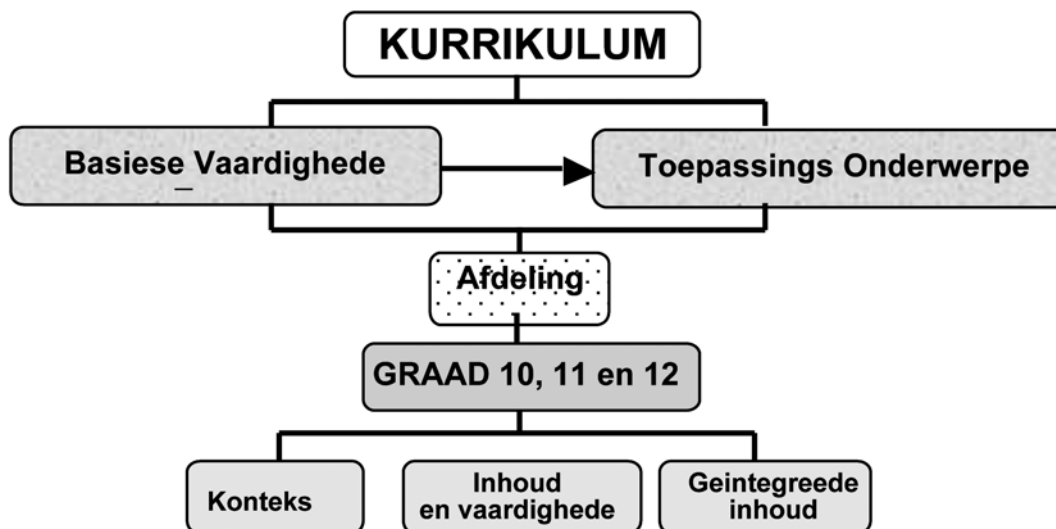 KURRIKULUM
Basiese Vaardighede
Toepassings Onderwerpe
Afdeling
GRAAD 10, 11 en 12
Konteks
Inhoud
en vaardighede
Geintegreede
inhoud